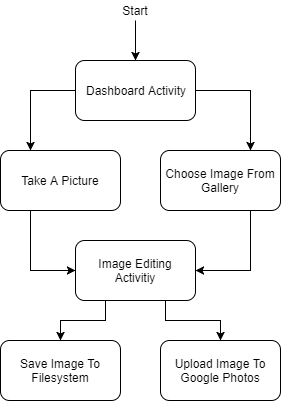 Start
Dashboard Activity
Take A Picture
Choose Image From
Gallery
Image Editing
Activitiy
Save Image To
Filesystem
Upload Image To
Google Photos